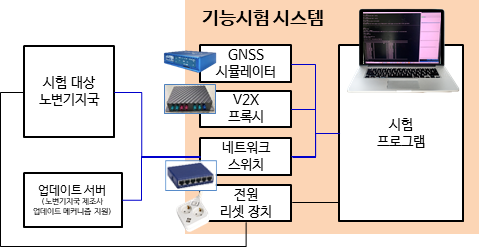 기능시험 시스템
GNSS
시뮬레이터
V2X
프록시
네트워크
스위치
전원
리셋 장치
시험
프로그램
시험 대상
노변기지국
업데이트 서버
(노변기지국 제조사
업데이트 메커니즘 지원)